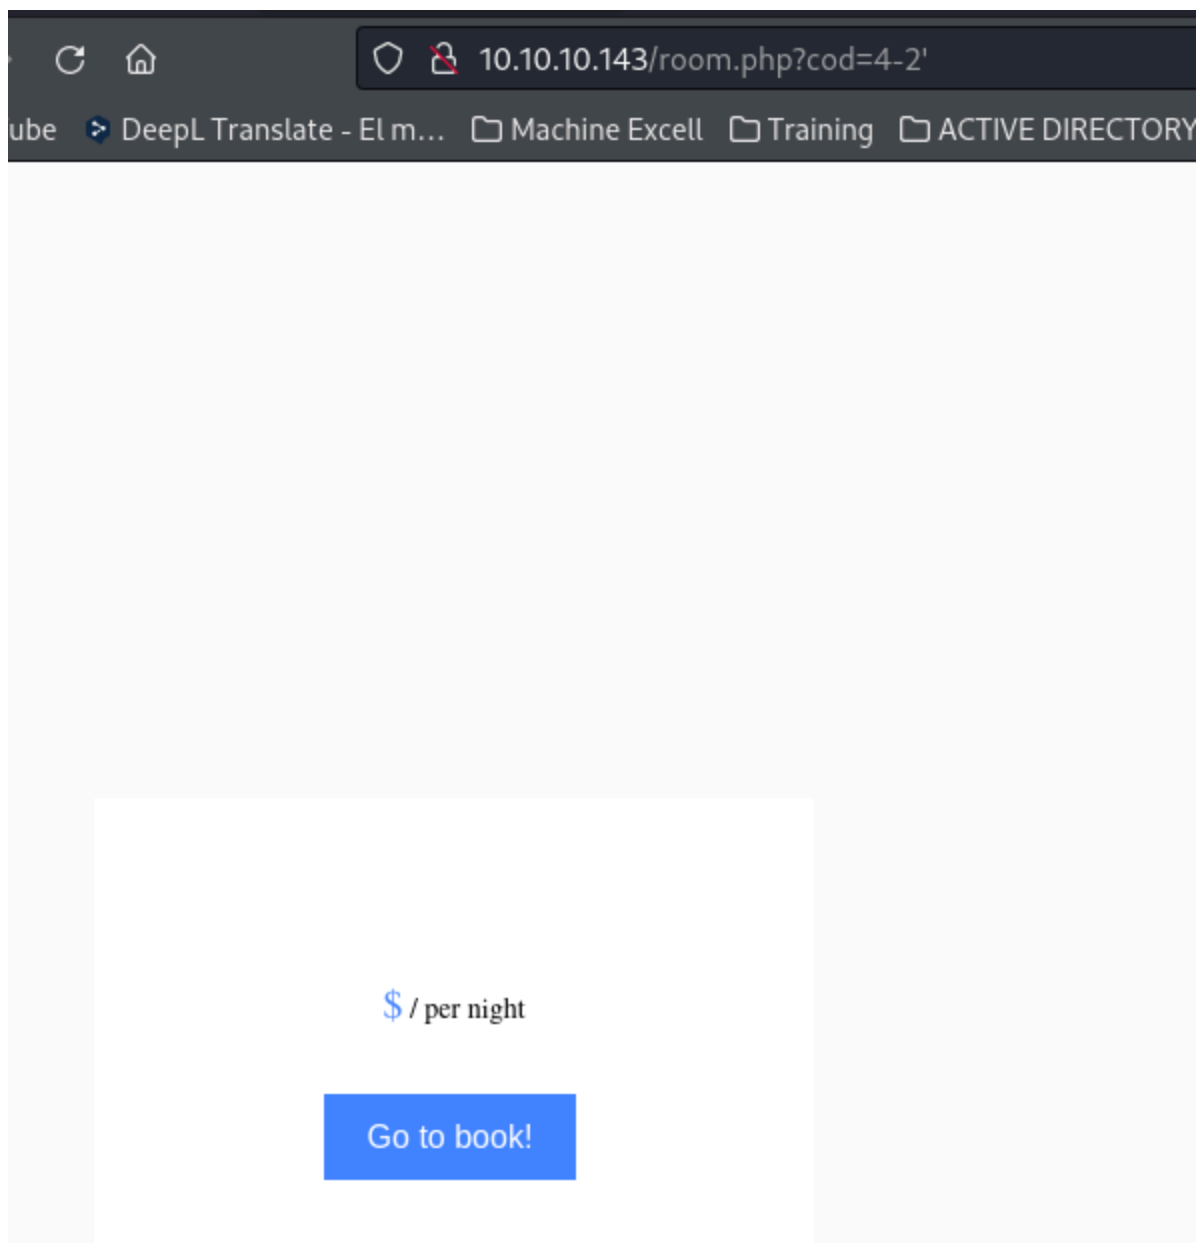 10.10.10.143/room.php?cod=4-2'
ube DeepL Translate - El m... Machine Excell Training ACTIVE DIRECTORY
$ / per night
Go to book!